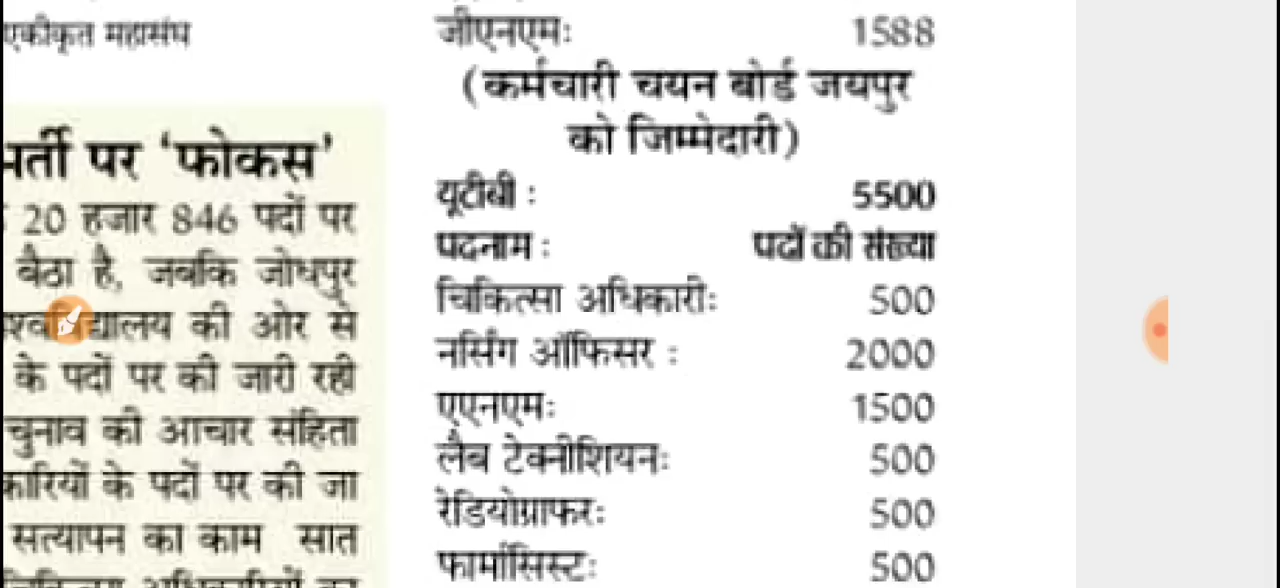 एकीकृत महासंघ
भर्ती पर 'फोकस'
20 हजार 846 पदों पर
बैठा है, जबकि जोधपुर
श्वविद्यालय की ओर से
के पदों पर की जारी रही
चुनाव की आचार संहिता
कारियों के पदों पर की जा
सत्यापन का काम सात
जीएनएमः 1588
(कर्मचारी चयन बोर्ड जयपुर
को जिम्मेदारी)
यूटीबी : 5500
पदनाम : पदों की संख्या
चिकित्सा अधिकारीः 500
नर्सिंग ऑफिसर : 2000
एएनएमः 1500
लैब टेक्नीशियनः 500
रेडियोग्राफरः 500
फार्मासिस्टः 500